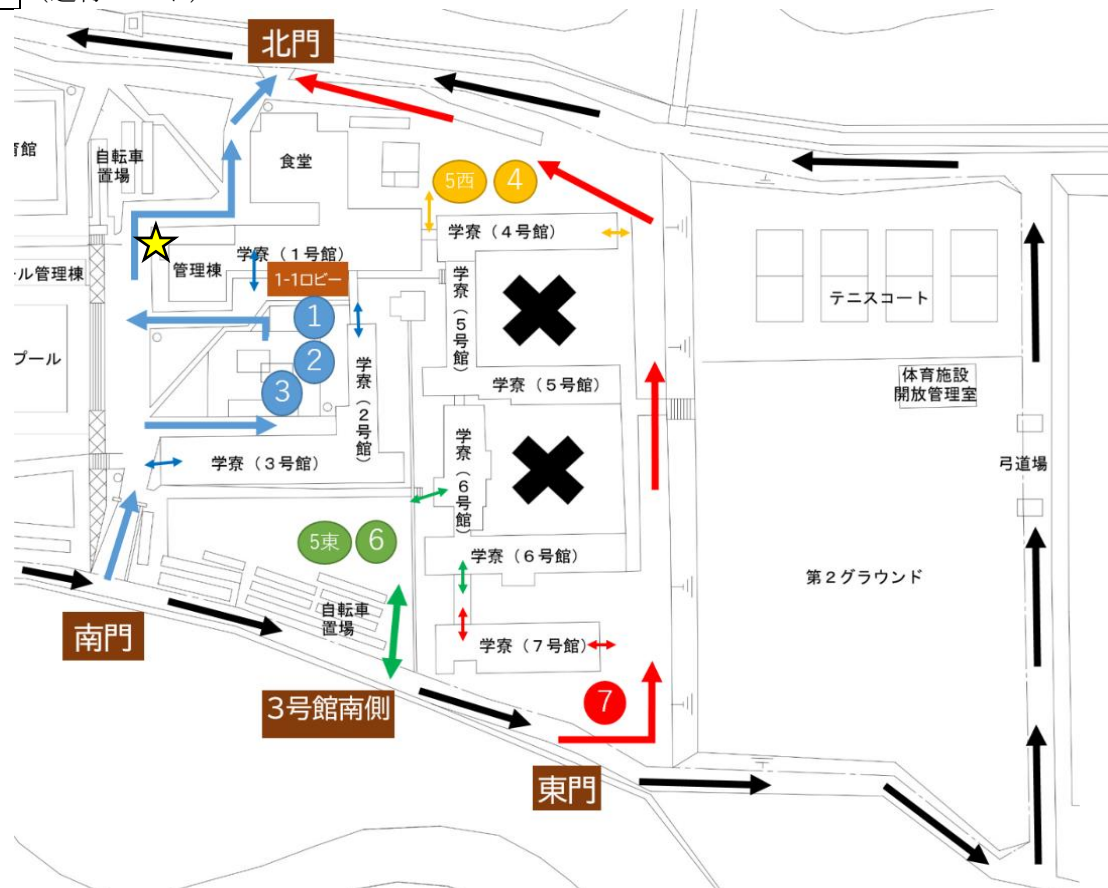 北門
育館
自転車
置場
食堂
5西
4
学寮(4号館)
学寮(1号館)
管理棟
1-1ロビー
ール管理棟
プール
1
2
3
学寮(2号館)
学寮(3号館)
学寮(5号館)
学寮(5号館)
学寮(6号館)
学寮(6号館)
テニスコート
体育施設
開放管理室
弓道場
第2グラウンド
5東
6
自転車
置場
南門
学寮(7号館)
3号館南側
7
東門